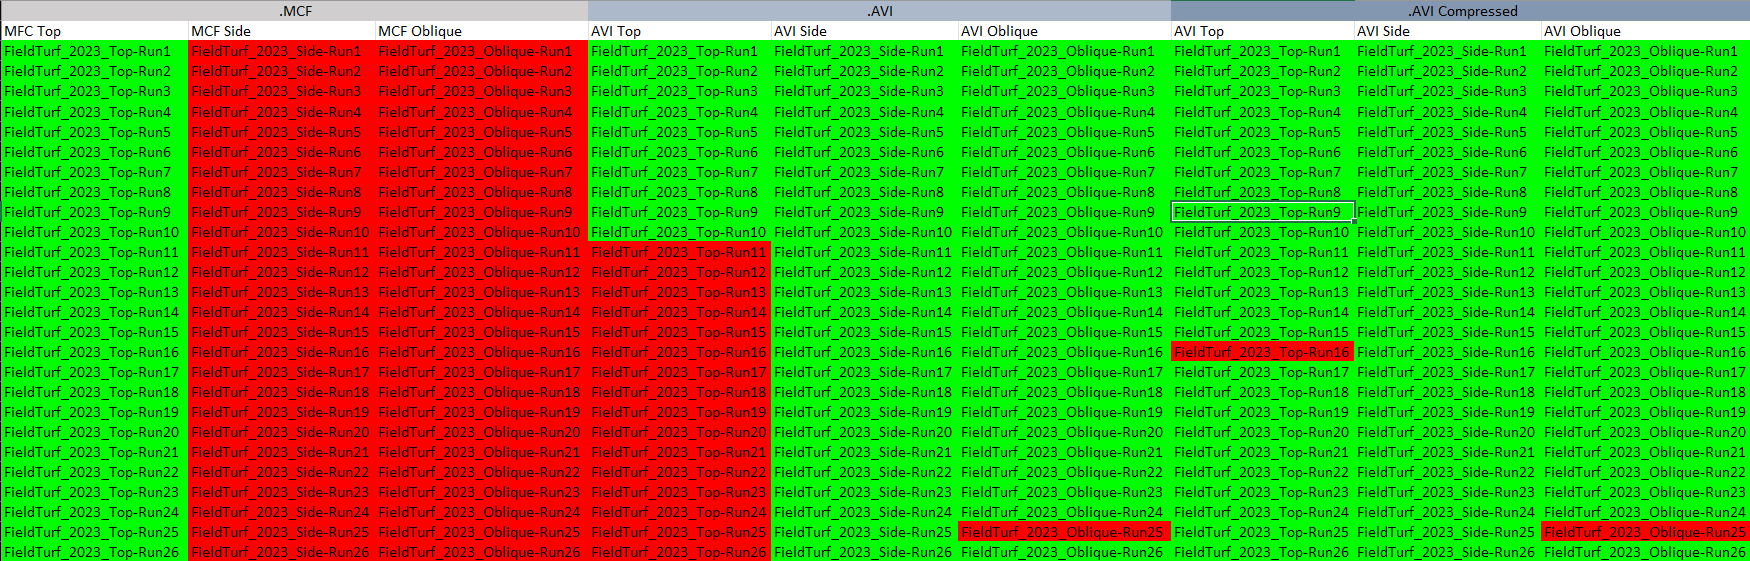 .MCF .AVI .AVI Compressed
MFC Top MCF Side MCF Oblique AVI Top AVI Side AVI Oblique AVI Top AVI Side AVI Oblique
FieldTurf_2023_Top-Run1 FieldTurf_2023_Side-Run1 FieldTurf_2023_Oblique-Run1 FieldTurf_2023_Top-Run1 FieldTurf_2023_Side-Run1 FieldTurf_2023_Oblique-Run1 FieldTurf_2023_Top-Run1 FieldTurf_2023_Side-Run1 FieldTurf_2023_Oblique-Run1
FieldTurf_2023_Top-Run2 FieldTurf_2023_Side-Run2 FieldTurf_2023_Oblique-Run2 FieldTurf_2023_Top-Run2 FieldTurf_2023_Side-Run2 FieldTurf_2023_Oblique-Run2 FieldTurf_2023_Top-Run2 FieldTurf_2023_Side-Run2 FieldTurf_2023_Oblique-Run2
FieldTurf_2023_Top-Run3 FieldTurf_2023_Side-Run3 FieldTurf_2023_Oblique-Run3 FieldTurf_2023_Top-Run3 FieldTurf_2023_Side-Run3 FieldTurf_2023_Oblique-Run3 FieldTurf_2023_Top-Run3 FieldTurf_2023_Side-Run3 FieldTurf_2023_Oblique-Run3
FieldTurf_2023_Top-Run4 FieldTurf_2023_Side-Run4 FieldTurf_2023_Oblique-Run4 FieldTurf_2023_Top-Run4 FieldTurf_2023_Side-Run4 FieldTurf_2023_Oblique-Run4 FieldTurf_2023_Top-Run4 FieldTurf_2023_Side-Run4 FieldTurf_2023_Oblique-Run4
FieldTurf_2023_Top-Run5 FieldTurf_2023_Side-Run5 FieldTurf_2023_Oblique-Run5 FieldTurf_2023_Top-Run5 FieldTurf_2023_Side-Run5 FieldTurf_2023_Oblique-Run5 FieldTurf_2023_Top-Run5 FieldTurf_2023_Side-Run5 FieldTurf_2023_Oblique-Run5
FieldTurf_2023_Top-Run6 FieldTurf_2023_Side-Run6 FieldTurf_2023_Oblique-Run6 FieldTurf_2023_Top-Run6 FieldTurf_2023_Side-Run6 FieldTurf_2023_Oblique-Run6 FieldTurf_2023_Top-Run6 FieldTurf_2023_Side-Run6 FieldTurf_2023_Oblique-Run6
FieldTurf_2023_Top-Run7 FieldTurf_2023_Side-Run7 FieldTurf_2023_Oblique-Run7 FieldTurf_2023_Top-Run7 FieldTurf_2023_Side-Run7 FieldTurf_2023_Oblique-Run7 FieldTurf_2023_Top-Run7 FieldTurf_2023_Side-Run7 FieldTurf_2023_Oblique-Run7
FieldTurf_2023_Top-Run8 FieldTurf_2023_Side-Run8 FieldTurf_2023_Oblique-Run8 FieldTurf_2023_Top-Run8 FieldTurf_2023_Side-Run8 FieldTurf_2023_Oblique-Run8 FieldTurf_2023_Top-Run8 FieldTurf_2023_Side-Run8 FieldTurf_2023_Oblique-Run8
FieldTurf_2023_Top-Run9 FieldTurf_2023_Side-Run9 FieldTurf_2023_Oblique-Run9 FieldTurf_2023_Top-Run9 FieldTurf_2023_Side-Run9 FieldTurf_2023_Oblique-Run9 FieldTurf_2023_Top-Run9 FieldTurf_2023_Side-Run9 FieldTurf_2023_Oblique-Run9
FieldTurf_2023_Top-Run10 FieldTurf_2023_Side-Run10 FieldTurf_2023_Oblique-Run10 FieldTurf_2023_Top-Run10 FieldTurf_2023_Side-Run10 FieldTurf_2023_Oblique-Run10 FieldTurf_2023_Top-Run10 FieldTurf_2023_Side-Run10 FieldTurf_2023_Oblique-Run10
FieldTurf_2023_Top-Run11 FieldTurf_2023_Side-Run11 FieldTurf_2023_Oblique-Run11 FieldTurf_2023_Top-Run11 FieldTurf_2023_Side-Run11 FieldTurf_2023_Oblique-Run11 FieldTurf_2023_Top-Run11 FieldTurf_2023_Side-Run11 FieldTurf_2023_Oblique-Run11
FieldTurf_2023_Top-Run12 FieldTurf_2023_Side-Run12 FieldTurf_2023_Oblique-Run12 FieldTurf_2023_Top-Run12 FieldTurf_2023_Side-Run12 FieldTurf_2023_Oblique-Run12 FieldTurf_2023_Top-Run12 FieldTurf_2023_Side-Run12 FieldTurf_2023_Oblique-Run12
FieldTurf_2023_Top-Run13 FieldTurf_2023_Side-Run13 FieldTurf_2023_Oblique-Run13 FieldTurf_2023_Top-Run13 FieldTurf_2023_Side-Run13 FieldTurf_2023_Oblique-Run13 FieldTurf_2023_Top-Run13 FieldTurf_2023_Side-Run13 FieldTurf_2023_Oblique-Run13
FieldTurf_2023_Top-Run14 FieldTurf_2023_Side-Run14 FieldTurf_2023_Oblique-Run14 FieldTurf_2023_Top-Run14 FieldTurf_2023_Side-Run14 FieldTurf_2023_Oblique-Run14 FieldTurf_2023_Top-Run14 FieldTurf_2023_Side-Run14 FieldTurf_2023_Oblique-Run14
FieldTurf_2023_Top-Run15 FieldTurf_2023_Side-Run15 FieldTurf_2023_Oblique-Run15 FieldTurf_2023_Top-Run15 FieldTurf_2023_Side-Run15 FieldTurf_2023_Oblique-Run15 FieldTurf_2023_Top-Run15 FieldTurf_2023_Side-Run15 FieldTurf_2023_Oblique-Run15
FieldTurf_2023_Top-Run16 FieldTurf_2023_Side-Run16 FieldTurf_2023_Oblique-Run16 FieldTurf_2023_Top-Run16 FieldTurf_2023_Side-Run16 FieldTurf_2023_Oblique-Run16 FieldTurf_2023_Top-Run16 FieldTurf_2023_Side-Run16 FieldTurf_2023_Oblique-Run16
FieldTurf_2023_Top-Run17 FieldTurf_2023_Side-Run17 FieldTurf_2023_Oblique-Run17 FieldTurf_2023_Top-Run17 FieldTurf_2023_Side-Run17 FieldTurf_2023_Oblique-Run17 FieldTurf_2023_Top-Run17 FieldTurf_2023_Side-Run17 FieldTurf_2023_Oblique-Run17
FieldTurf_2023_Top-Run18 FieldTurf_2023_Side-Run18 FieldTurf_2023_Oblique-Run18 FieldTurf_2023_Top-Run18 FieldTurf_2023_Side-Run18 FieldTurf_2023_Oblique-Run18 FieldTurf_2023_Top-Run18 FieldTurf_2023_Side-Run18 FieldTurf_2023_Oblique-Run18
FieldTurf_2023_Top-Run19 FieldTurf_2023_Side-Run19 FieldTurf_2023_Oblique-Run19 FieldTurf_2023_Top-Run19 FieldTurf_2023_Side-Run19 FieldTurf_2023_Oblique-Run19 FieldTurf_2023_Top-Run19 FieldTurf_2023_Side-Run19 FieldTurf_2023_Oblique-Run19
FieldTurf_2023_Top-Run20 FieldTurf_2023_Side-Run20 FieldTurf_2023_Oblique-Run20 FieldTurf_2023_Top-Run20 FieldTurf_2023_Side-Run20 FieldTurf_2023_Oblique-Run20 FieldTurf_2023_Top-Run20 FieldTurf_2023_Side-Run20 FieldTurf_2023_Oblique-Run20
FieldTurf_2023_Top-Run21 FieldTurf_2023_Side-Run21 FieldTurf_2023_Oblique-Run21 FieldTurf_2023_Top-Run21 FieldTurf_2023_Side-Run21 FieldTurf_2023_Oblique-Run21 FieldTurf_2023_Top-Run21 FieldTurf_2023_Side-Run21 FieldTurf_2023_Oblique-Run21
FieldTurf_2023_Top-Run22 FieldTurf_2023_Side-Run22 FieldTurf_2023_Oblique-Run22 FieldTurf_2023_Top-Run22 FieldTurf_2023_Side-Run22 FieldTurf_2023_Oblique-Run22 FieldTurf_2023_Top-Run22 FieldTurf_2023_Side-Run22 FieldTurf_2023_Oblique-Run22
FieldTurf_2023_Top-Run23 FieldTurf_2023_Side-Run23 FieldTurf_2023_Oblique-Run23 FieldTurf_2023_Top-Run23 FieldTurf_2023_Side-Run23 FieldTurf_2023_Oblique-Run23 FieldTurf_2023_Top-Run23 FieldTurf_2023_Side-Run23 FieldTurf_2023_Oblique-Run23
FieldTurf_2023_Top-Run24 FieldTurf_2023_Side-Run24 FieldTurf_2023_Oblique-Run24 FieldTurf_2023_Top-Run24 FieldTurf_2023_Side-Run24 FieldTurf_2023_Oblique-Run24 FieldTurf_2023_Top-Run24 FieldTurf_2023_Side-Run24 FieldTurf_2023_Oblique-Run24
FieldTurf_2023_Top-Run25 FieldTurf_2023_Side-Run25 FieldTurf_2023_Oblique-Run25 FieldTurf_2023_Top-Run25 FieldTurf_2023_Side-Run25 FieldTurf_2023_Oblique-Run25 FieldTurf_2023_Top-Run25 FieldTurf_2023_Side-Run25 FieldTurf_2023_Oblique-Run25
FieldTurf_2023_Top-Run26 FieldTurf_2023_Side-Run26 FieldTurf_2023_Oblique-Run26 FieldTurf_2023_Top-Run26 FieldTurf_2023_Side-Run26 FieldTurf_2023_Oblique-Run26 FieldTurf_2023_Top-Run26 FieldTurf_2023_Side-Run26 FieldTurf_2023_Oblique-Run26